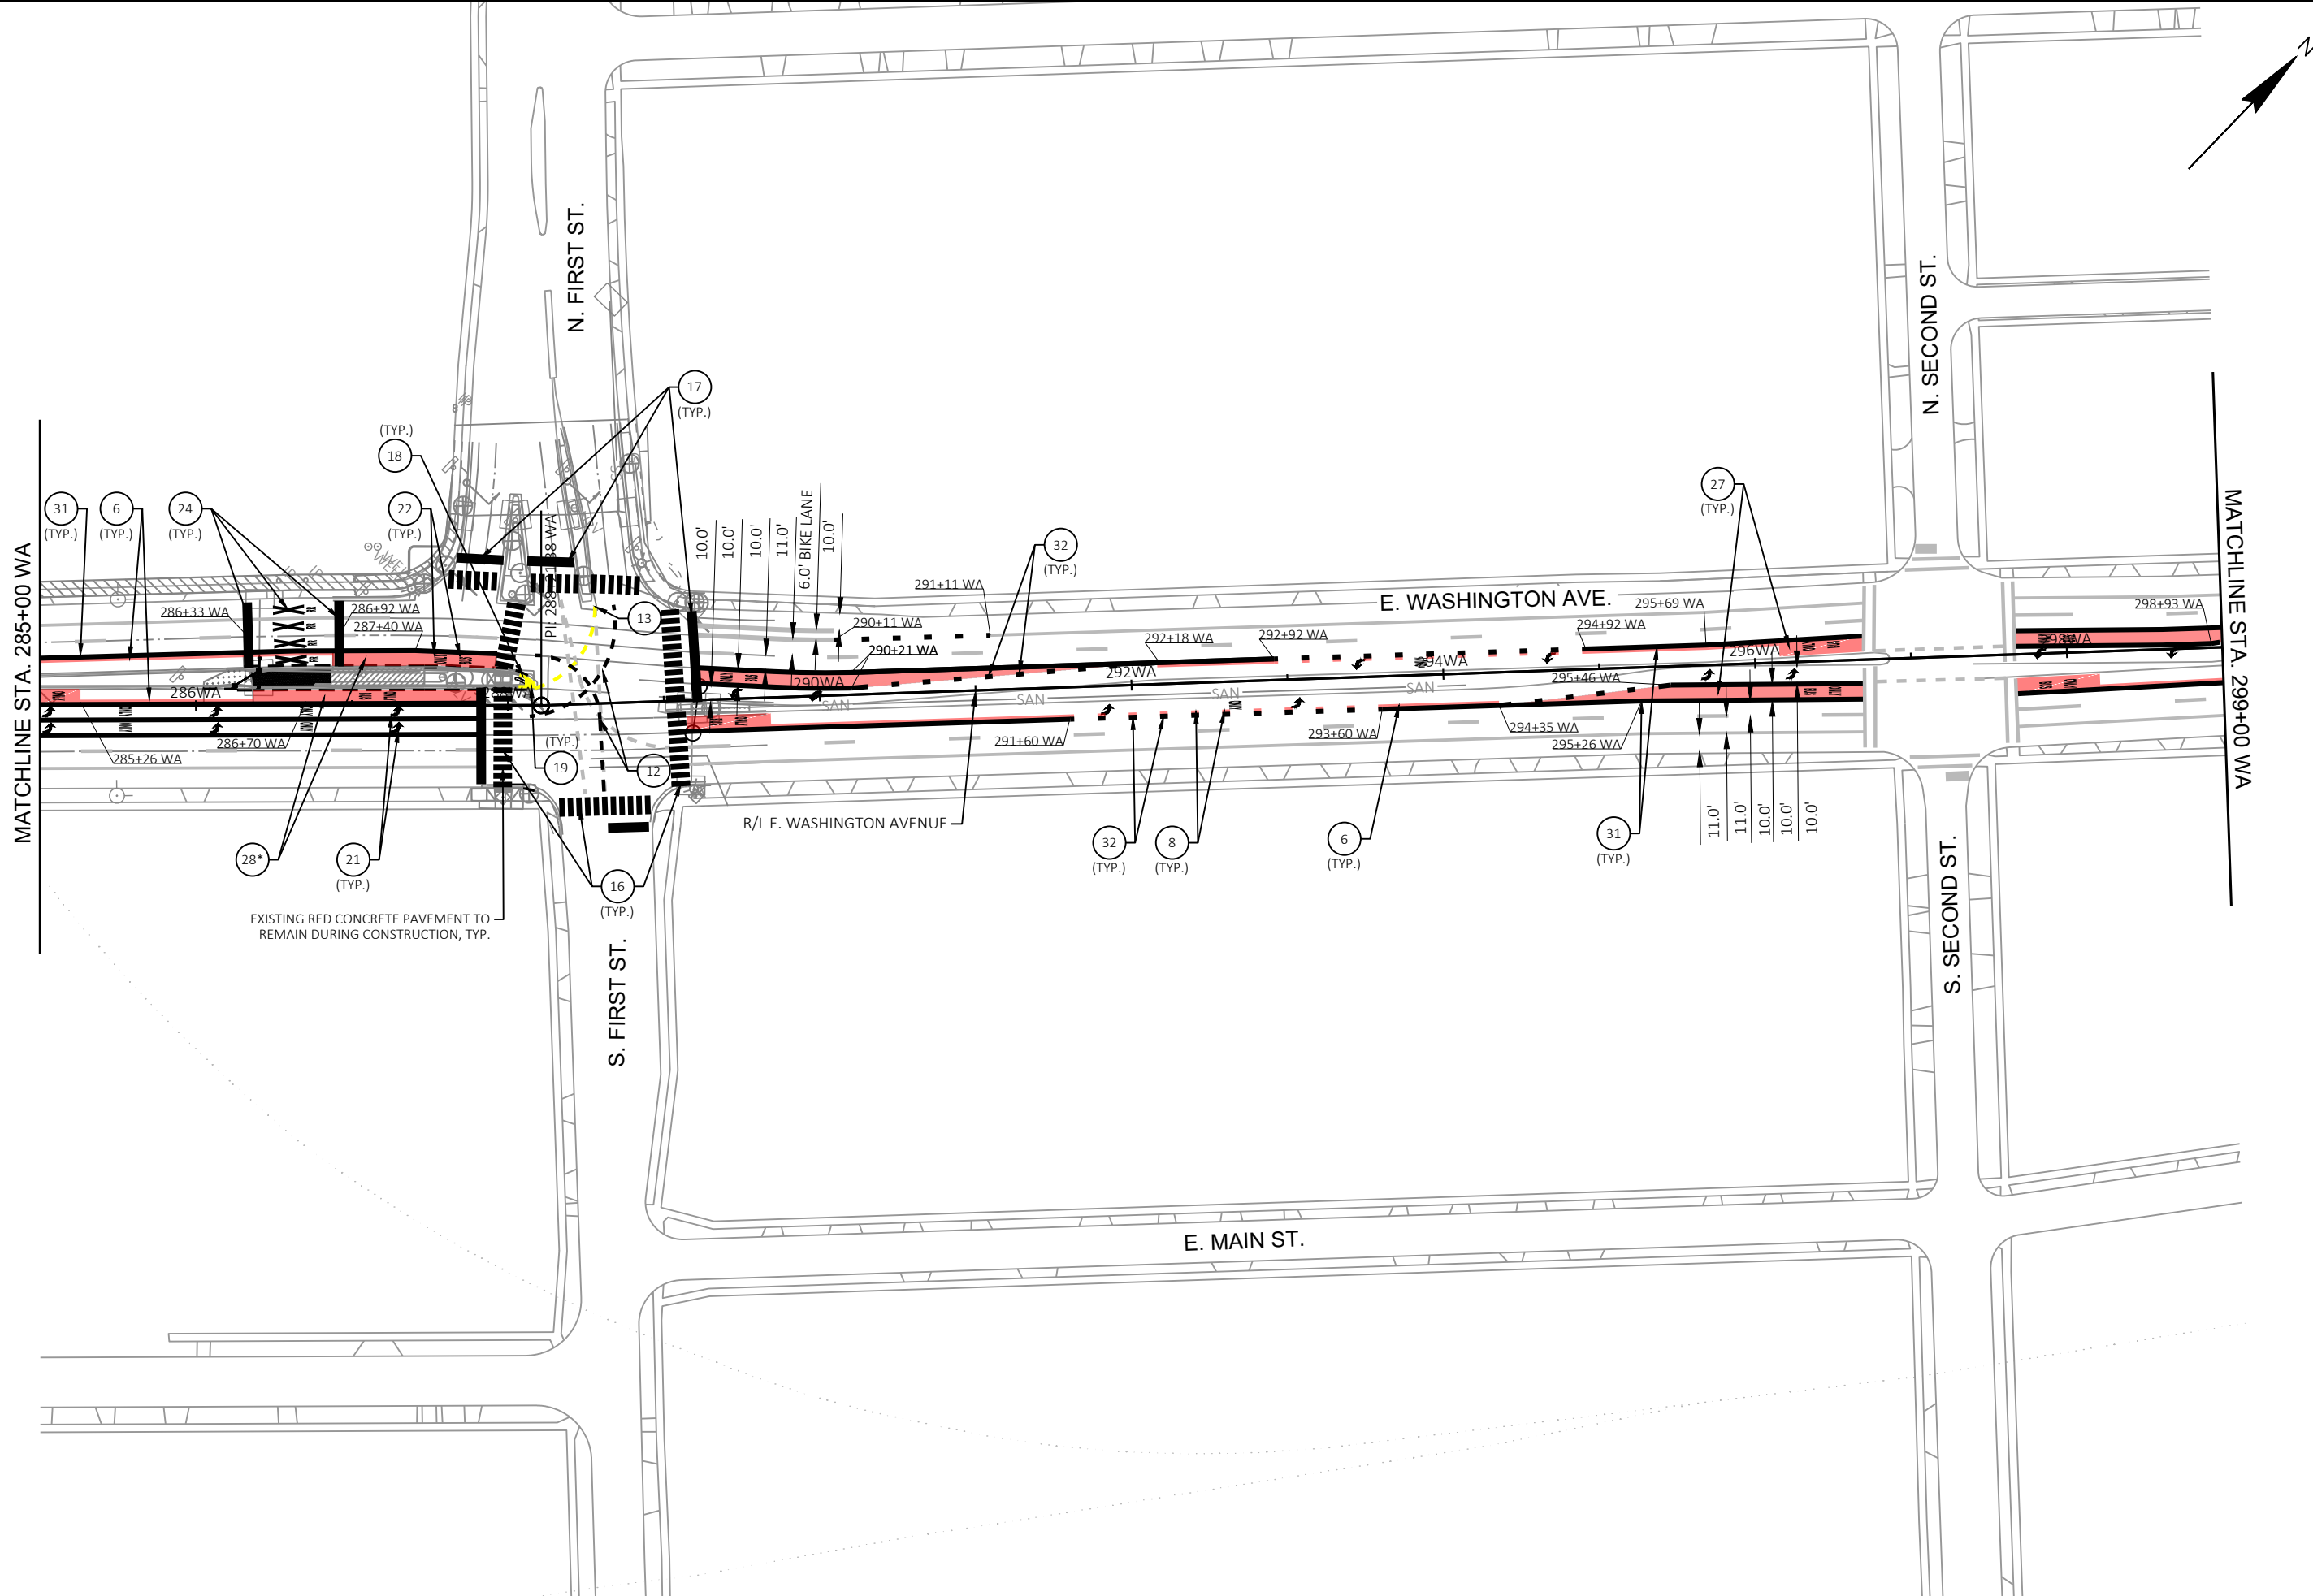 N
N. FIRST ST.
N. SECOND ST.
17
(TYP.)
(TYP.)
18
31
(TYP.)
6
(TYP.)
24
(TYP.)
22
(TYP.)
27
(TYP.)
MATCHLINE STA. 285+00 WA
MATCHLINE STA. 299+00 WA
10.0'
10.0'
10.0'
11.0'
6.0' BIKE LANE
10.0'
32
(TYP.)
13
286+33 WA
286+92 WA
287+40 WA
291+11 WA
290+11 WA
290+21 WA
292+18 WA
292+92 WA
E. WASHINGTON AVE.
294+92 WA
295+69 WA
298+93 WA
286WA
290WA
292WA
294WA
296WA
298WA
SAN
SAN
SAN
SAN
295+46 WA
285+26 WA
286+70 WA
(TYP.)
19
12
291+60 WA
293+60 WA
294+35 WA
295+26 WA
R/L E. WASHINGTON AVENUE
28*
21
(TYP.)
16
(TYP.)
32
(TYP.)
8
(TYP.)
6
(TYP.)
31
(TYP.)
11.0'
11.0'
10.0'
10.0'
10.0'
EXISTING RED CONCRETE PAVEMENT TO
REMAIN DURING CONSTRUCTION, TYP.
S. FIRST ST.
S. SECOND ST.
E. MAIN ST.